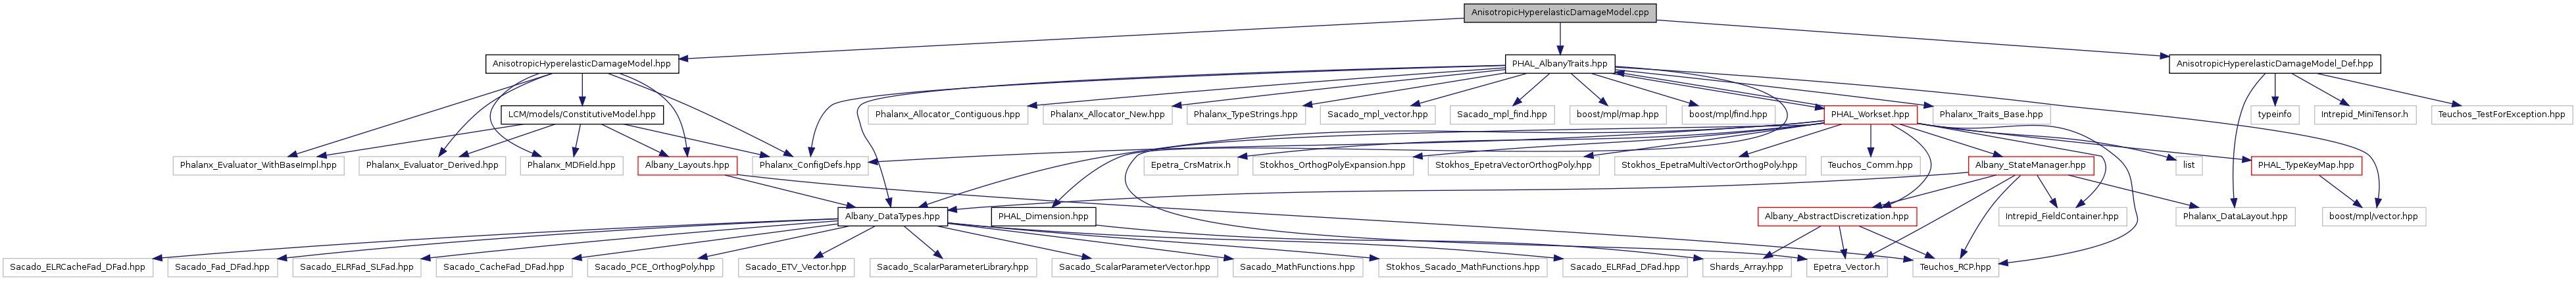 AnisotropicHyperelasticDamageModel.cpp
AnisotropicHyperelasticDamageModel.hpp
PHAL_AlbanyTraits.hpp
AnisotropicHyperelasticDamageModel_Def.hpp
LCM/models/ConstitutiveModel.hpp
Phalanx_Allocator_Contiguous.hpp
Phalanx_Allocator_New.hpp
Phalanx_TypeStrings.hpp
Sacado_mpl_vector.hpp
Sacado_mpl_find.hpp
boost/mpl/map.hpp
boost/mpl/find.hpp
PHAL_Workset.hpp
Phalanx_Traits_Base.hpp
typeinfo
Intrepid_MiniTensor.h
Teuchos_TestForException.hpp
Phalanx_Evaluator_WithBaseImpl.hpp
Phalanx_Evaluator_Derived.hpp
Phalanx_MDField.hpp
Albany_Layouts.hpp
Phalanx_ConfigDefs.hpp
Epetra_CrsMatrix.h
Stokhos_OrthogPolyExpansion.hpp
Stokhos_EpetraVectorOrthogPoly.hpp
Stokhos_EpetraMultiVectorOrthogPoly.hpp
Teuchos_Comm.hpp
Albany_StateManager.hpp
list
PHAL_TypeKeyMap.hpp
Albany_DataTypes.hpp
PHAL_Dimension.hpp
Albany_AbstractDiscretization.hpp
Intrepid_FieldContainer.hpp
Phalanx_DataLayout.hpp
boost/mpl/vector.hpp
Sacado_ELRCacheFad_DFad.hpp
Sacado_Fad_DFad.hpp
Sacado_ELRFad_SLFad.hpp
Sacado_CacheFad_DFad.hpp
Sacado_PCE_OrthogPoly.hpp
Sacado_ETV_Vector.hpp
Sacado_ScalarParameterLibrary.hpp
Sacado_ScalarParameterVector.hpp
Sacado_MathFunctions.hpp
Stokhos_Sacado_MathFunctions.hpp
Sacado_ELRFad_DFad.hpp
Shards_Array.hpp
Epetra_Vector.h
Teuchos_RCP.hpp